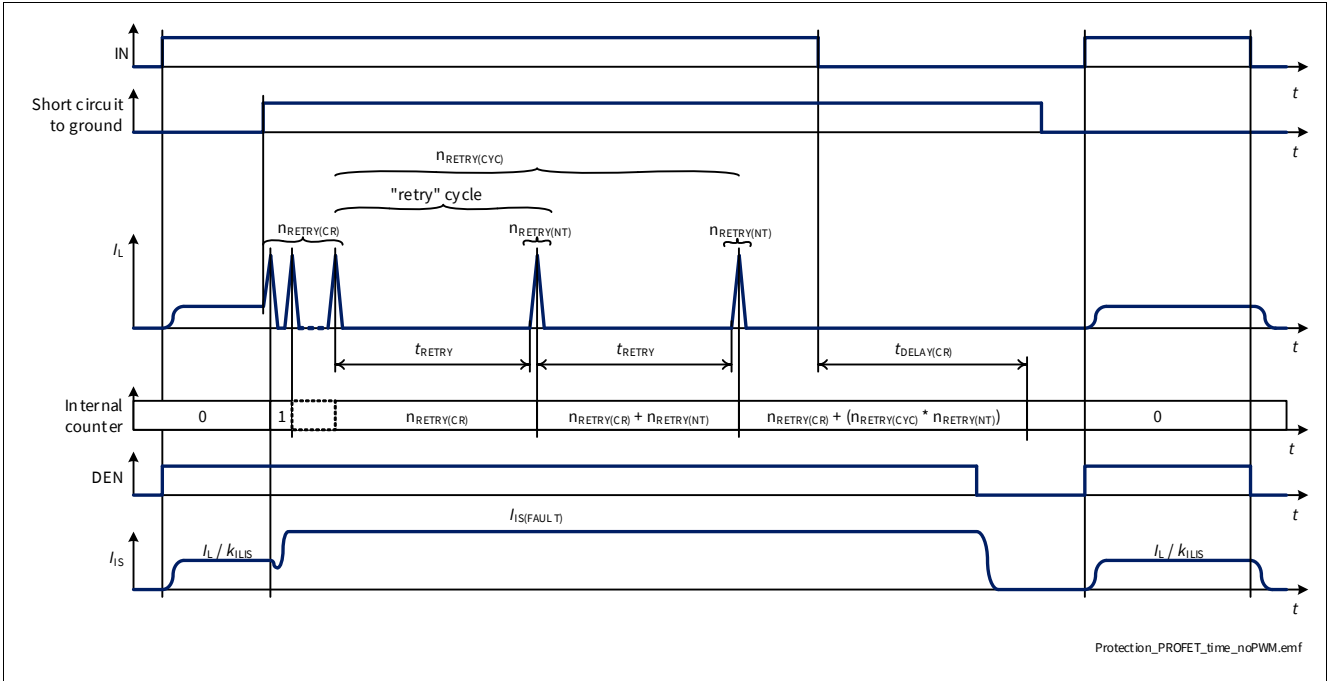 IN
t
Short circuit
to ground
t
nRETRY(CYC)
"retry" cycle
nRETRY(CR)
nRETRY(NT)
nRETRY(NT)
IL
t
tRETRY
tRETRY
tDELAY(CR)
Internal
counter
0
1
nRETRY(CR)
nRETRY(CR) + nRETRY(NT)
nRETRY(CR) + (nRETRY(CYC) * nRETRY(NT))
0
t
DEN
t
IIS(FAULT)
IL / kILIS
IL / kILIS
IIS
t
Protection_PROFET_time_noPWM.emf